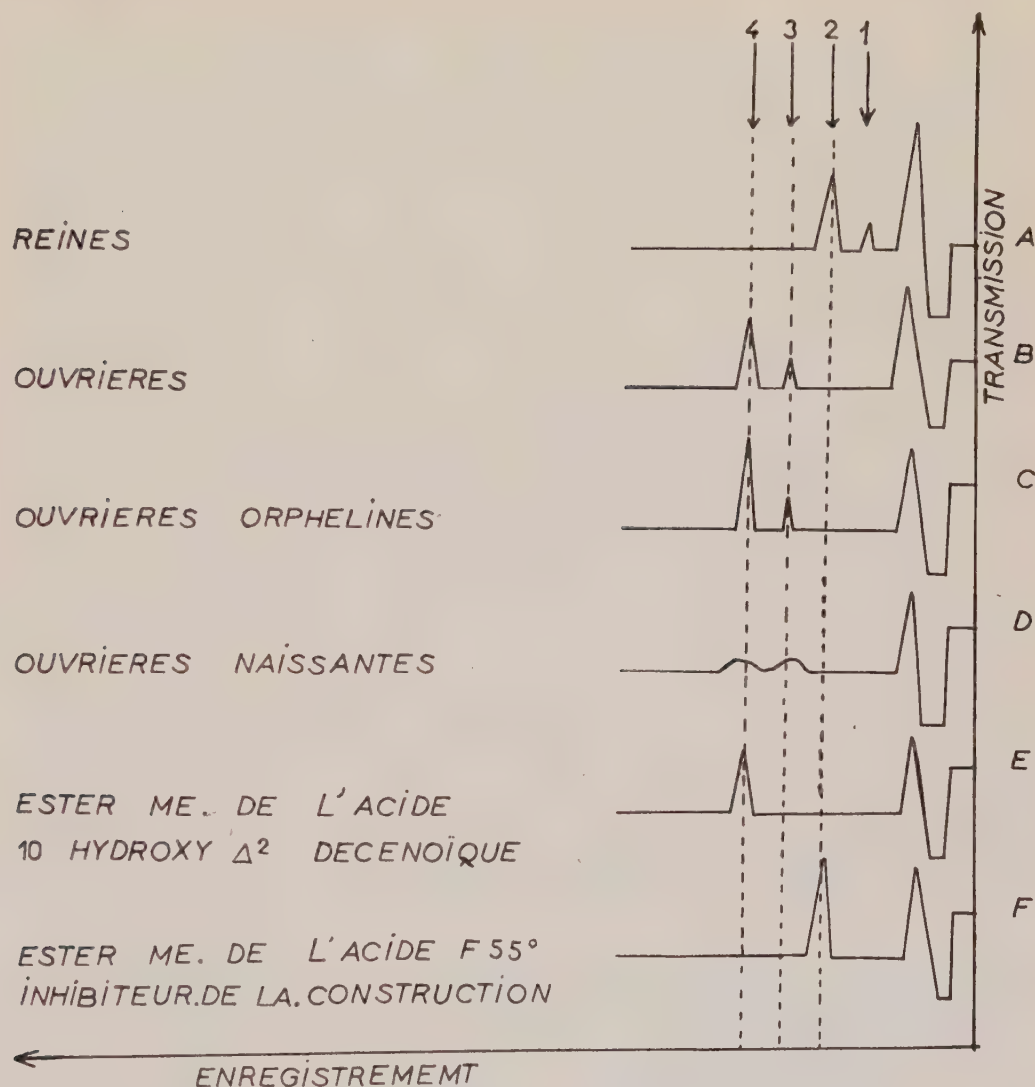 4 3 2 1
TRANSMISSION
REINES A
OUVRIERES B
OUVRIERES ORPHELINES C
OUVRIERES NAISSANTES D
ESTER ME. DE L'ACIDE E
10 HYDROXY Δ² DECENOÏQUE
ESTER ME. DE L'ACIDE F 55° F
INHIBITEUR.DE LA.CONSTRUCTION
ENREGISTREMEMT